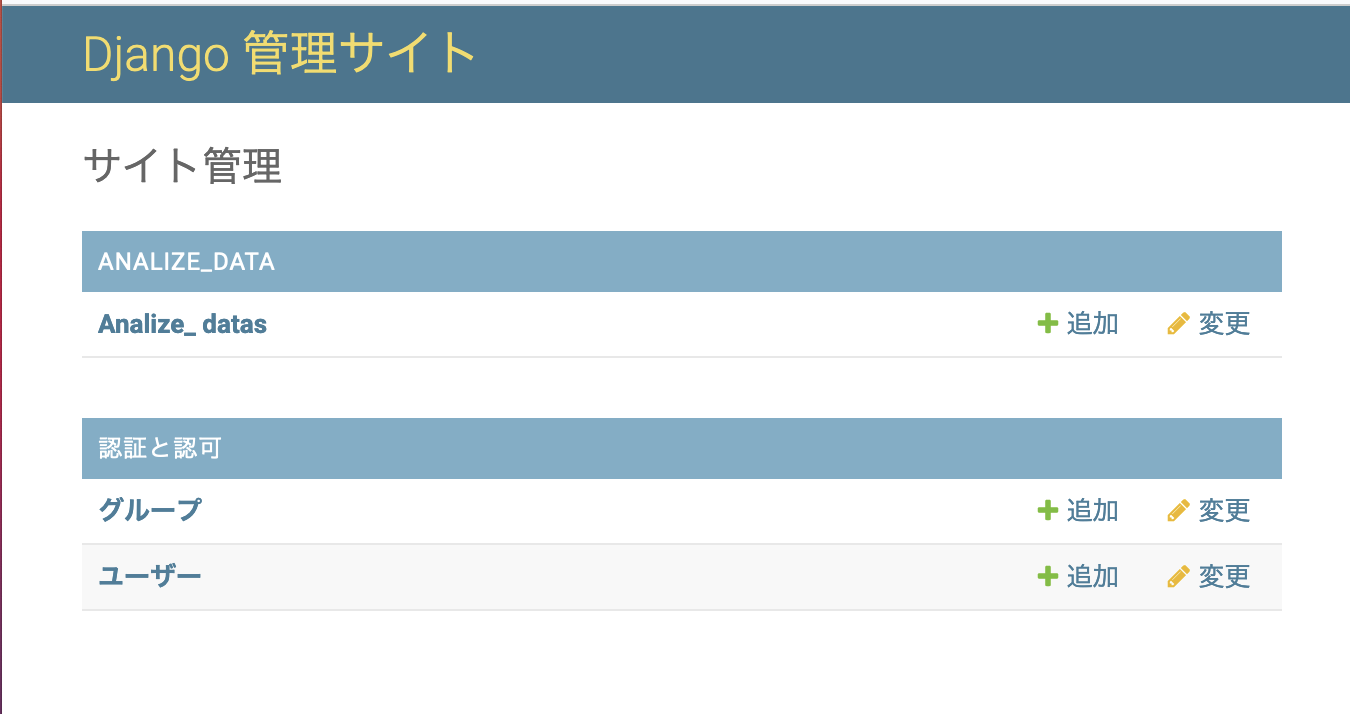 Django 管理サイト
サイト管理
ANALIZE_DATA
Analize_ datas 追加 変更
認証と認可
グループ 追加 変更
ユーザー 追加 変更